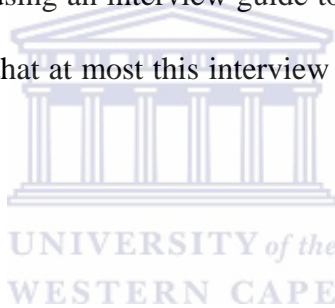 using an interview guide to
hat at most this interview
UNIVERSITY of the
WESTERN CAPE